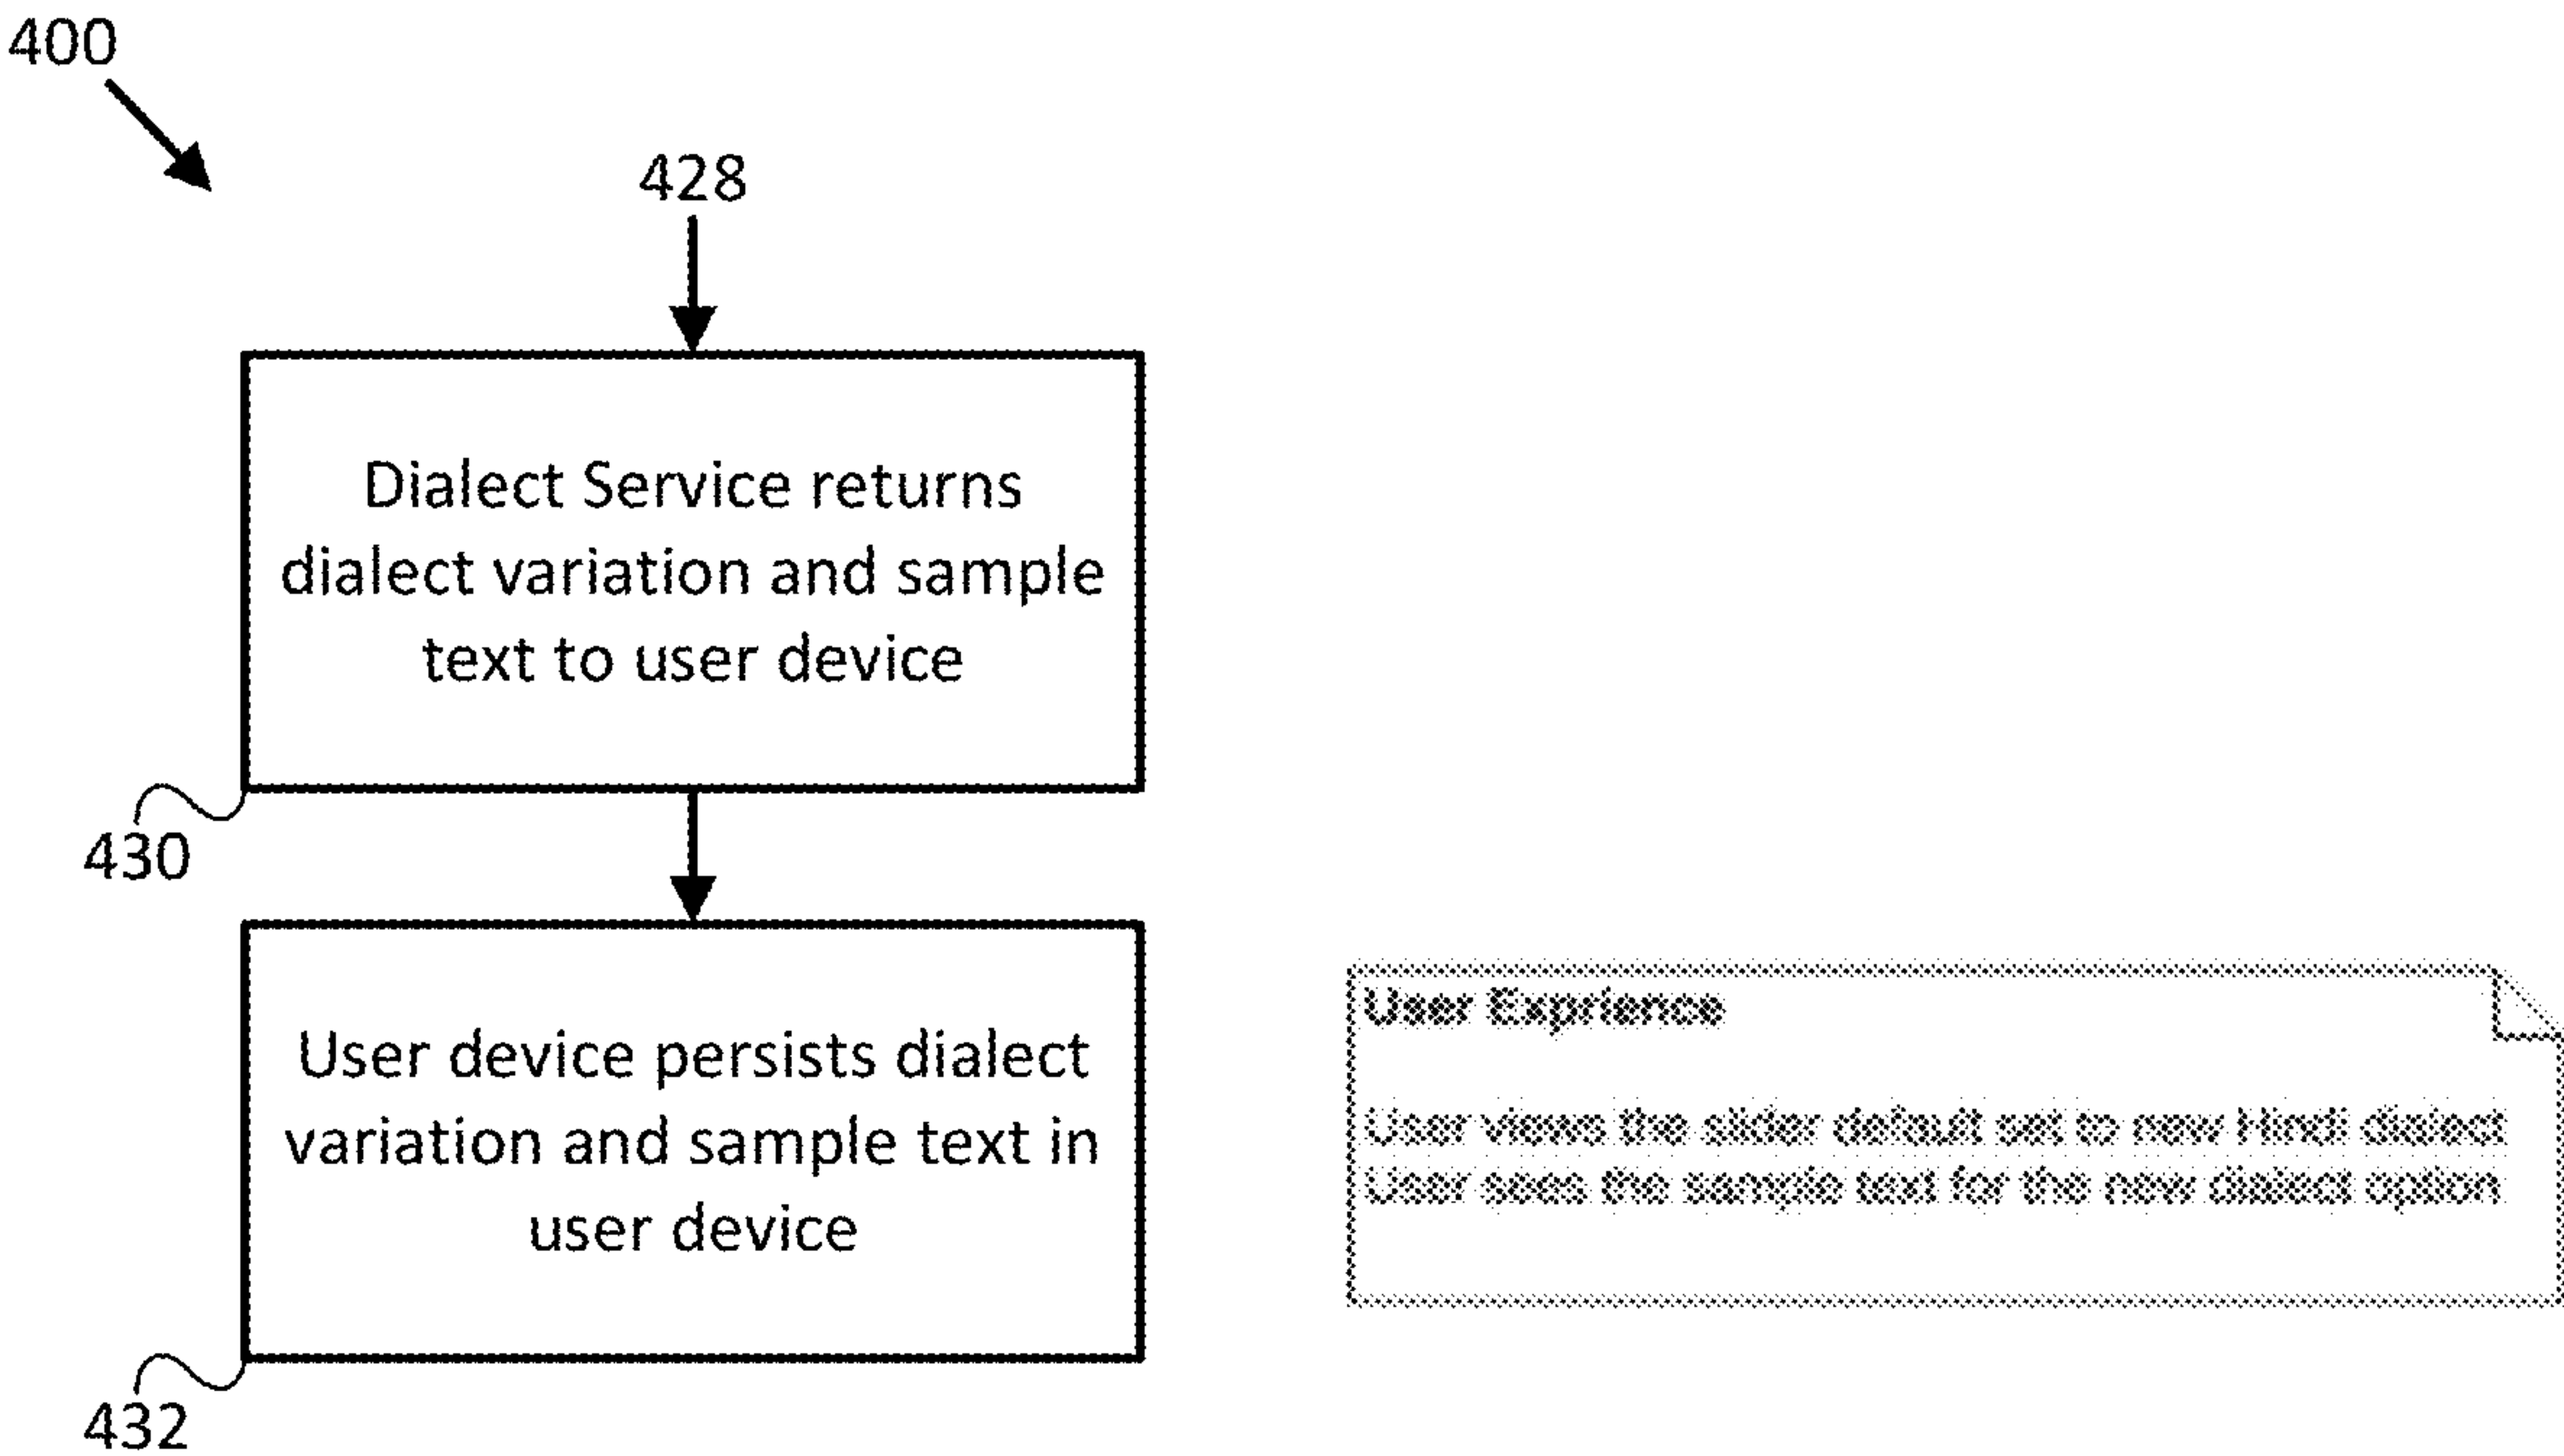 400
428
Dialect Service returns
dialect variation and sample
text to user device
430
User device persists dialect
variation and sample text in
user device
432
User Exprience
User views the slider default set to new Hindi dialect
User sees the sample text for the new dialect option